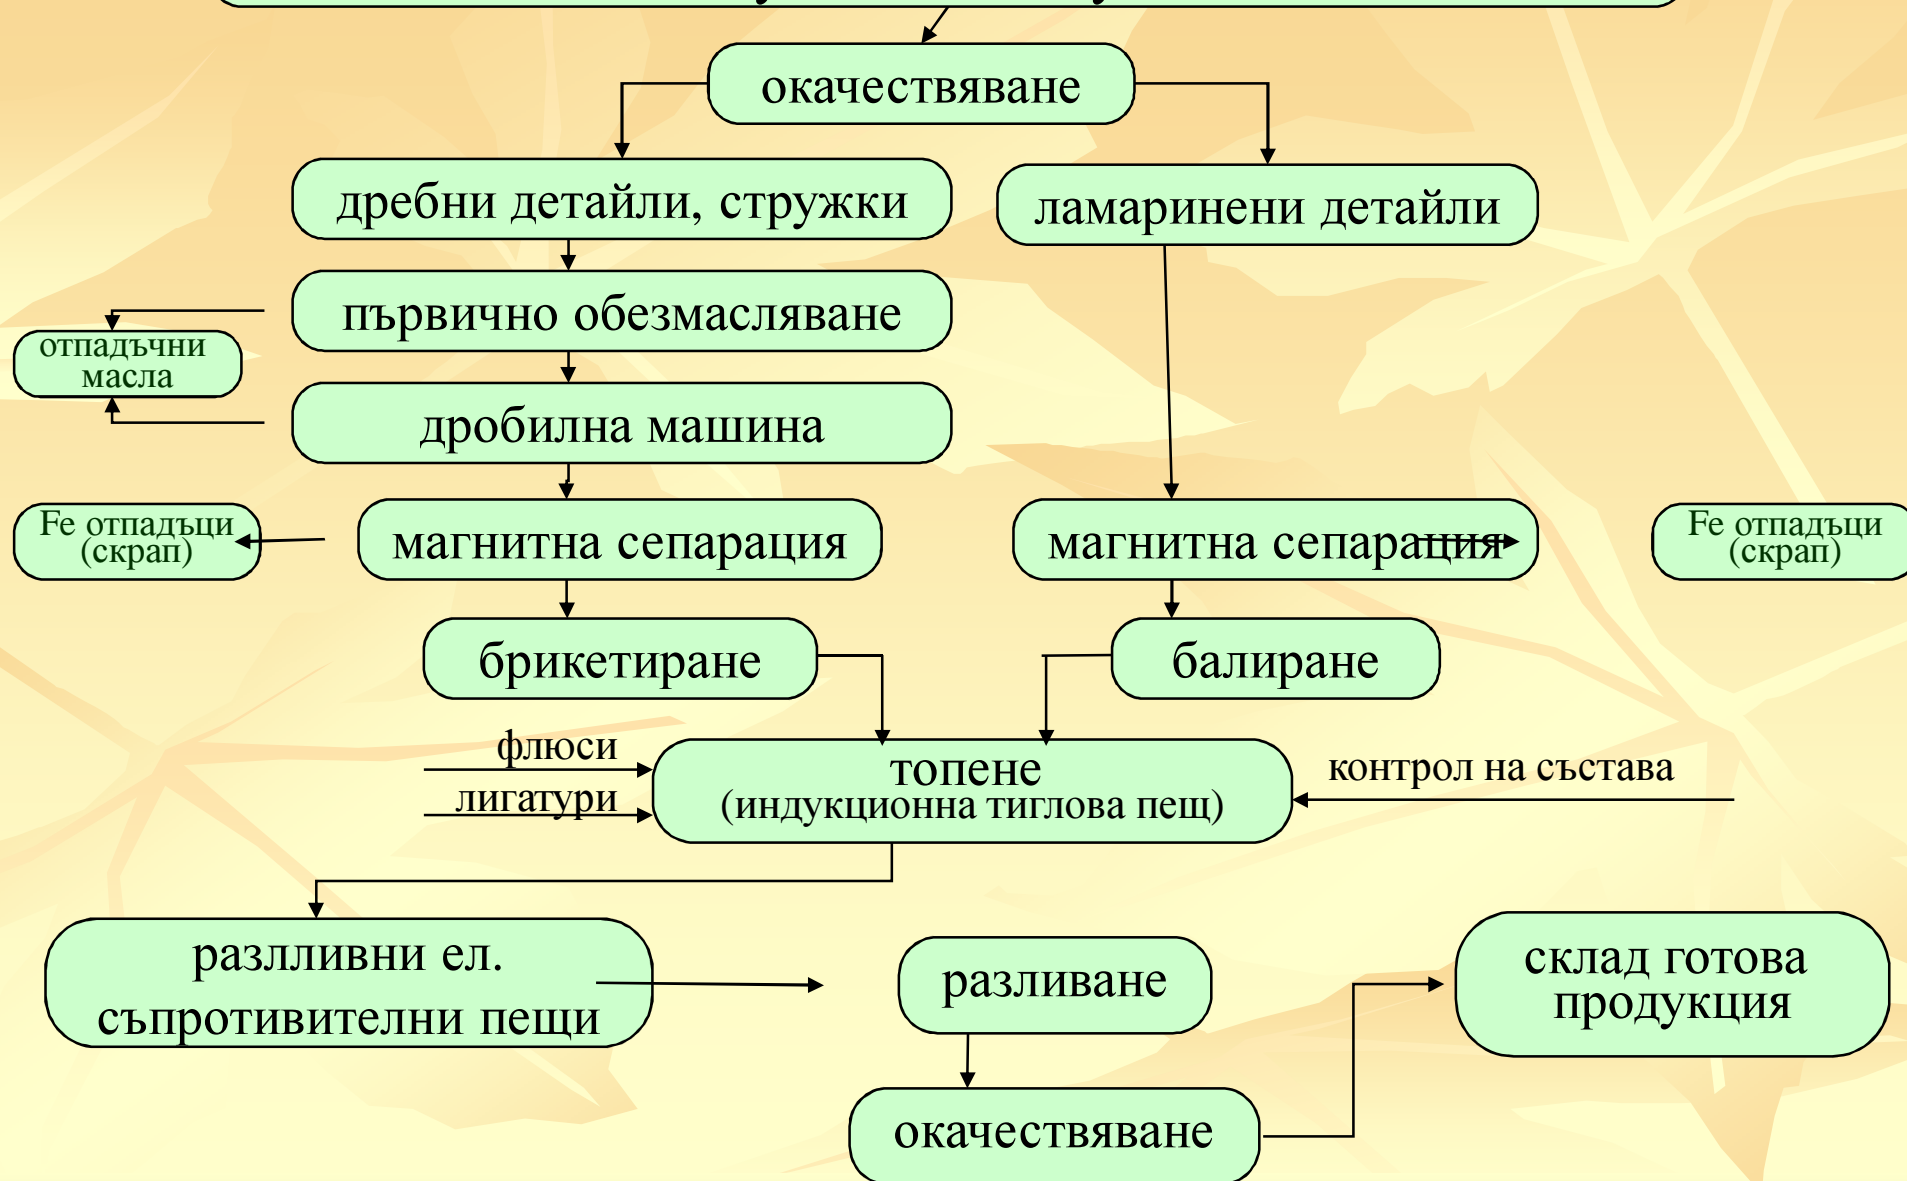 окачествяване
дребни детайли, стружки
ламаринени детайли
първично обезмасляване
отпадъчни
масла
дробилна машина
Fe отпадъци
(скрап)
магнитна сепарация
магнитна сепарация
Fe отпадъци
(скрап)
брикетиране
балиране
флюси
лигатури
топене
(индукционна тиглова пещ)
контрол на състава
разлливни ел.
съпротивителни пещи
разливане
склад готова
продукция
окачествяване